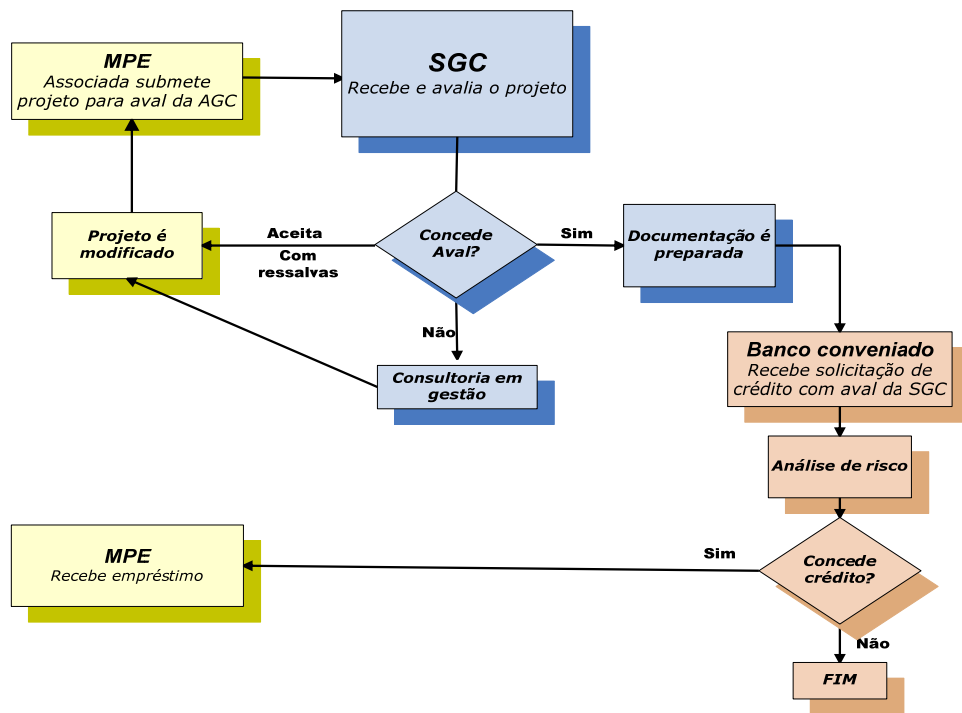 MPE
Associada submete
projeto para aval da AGC
SGC
Recebe e avalia o projeto
Projeto é
modificado
Aceita
Com
ressalvas
Concede
Aval?
Sim
Documentação é
preparada
Não
Consultoria em
gestão
Banco conveniado
Recebe solicitação de
crédito com aval da SGC
Análise de risco
MPE
Recebe empréstimo
Sim
Concede
crédito?
Não
FIM